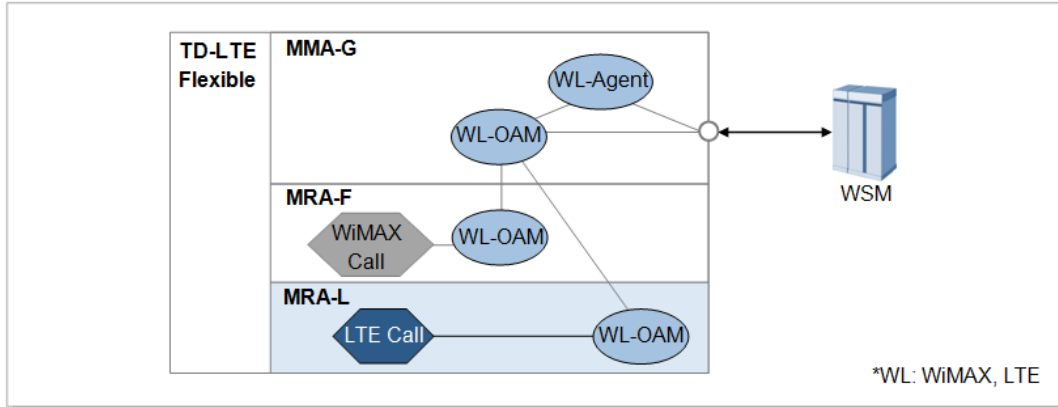 TD-LTE
Flexible
MMA-G
WL-Agent
WL-OAM
WSM
MRA-F
WiMAX
Call
WL-OAM
MRA-L
LTE Call
WL-OAM
*WL: WiMAX, LTE